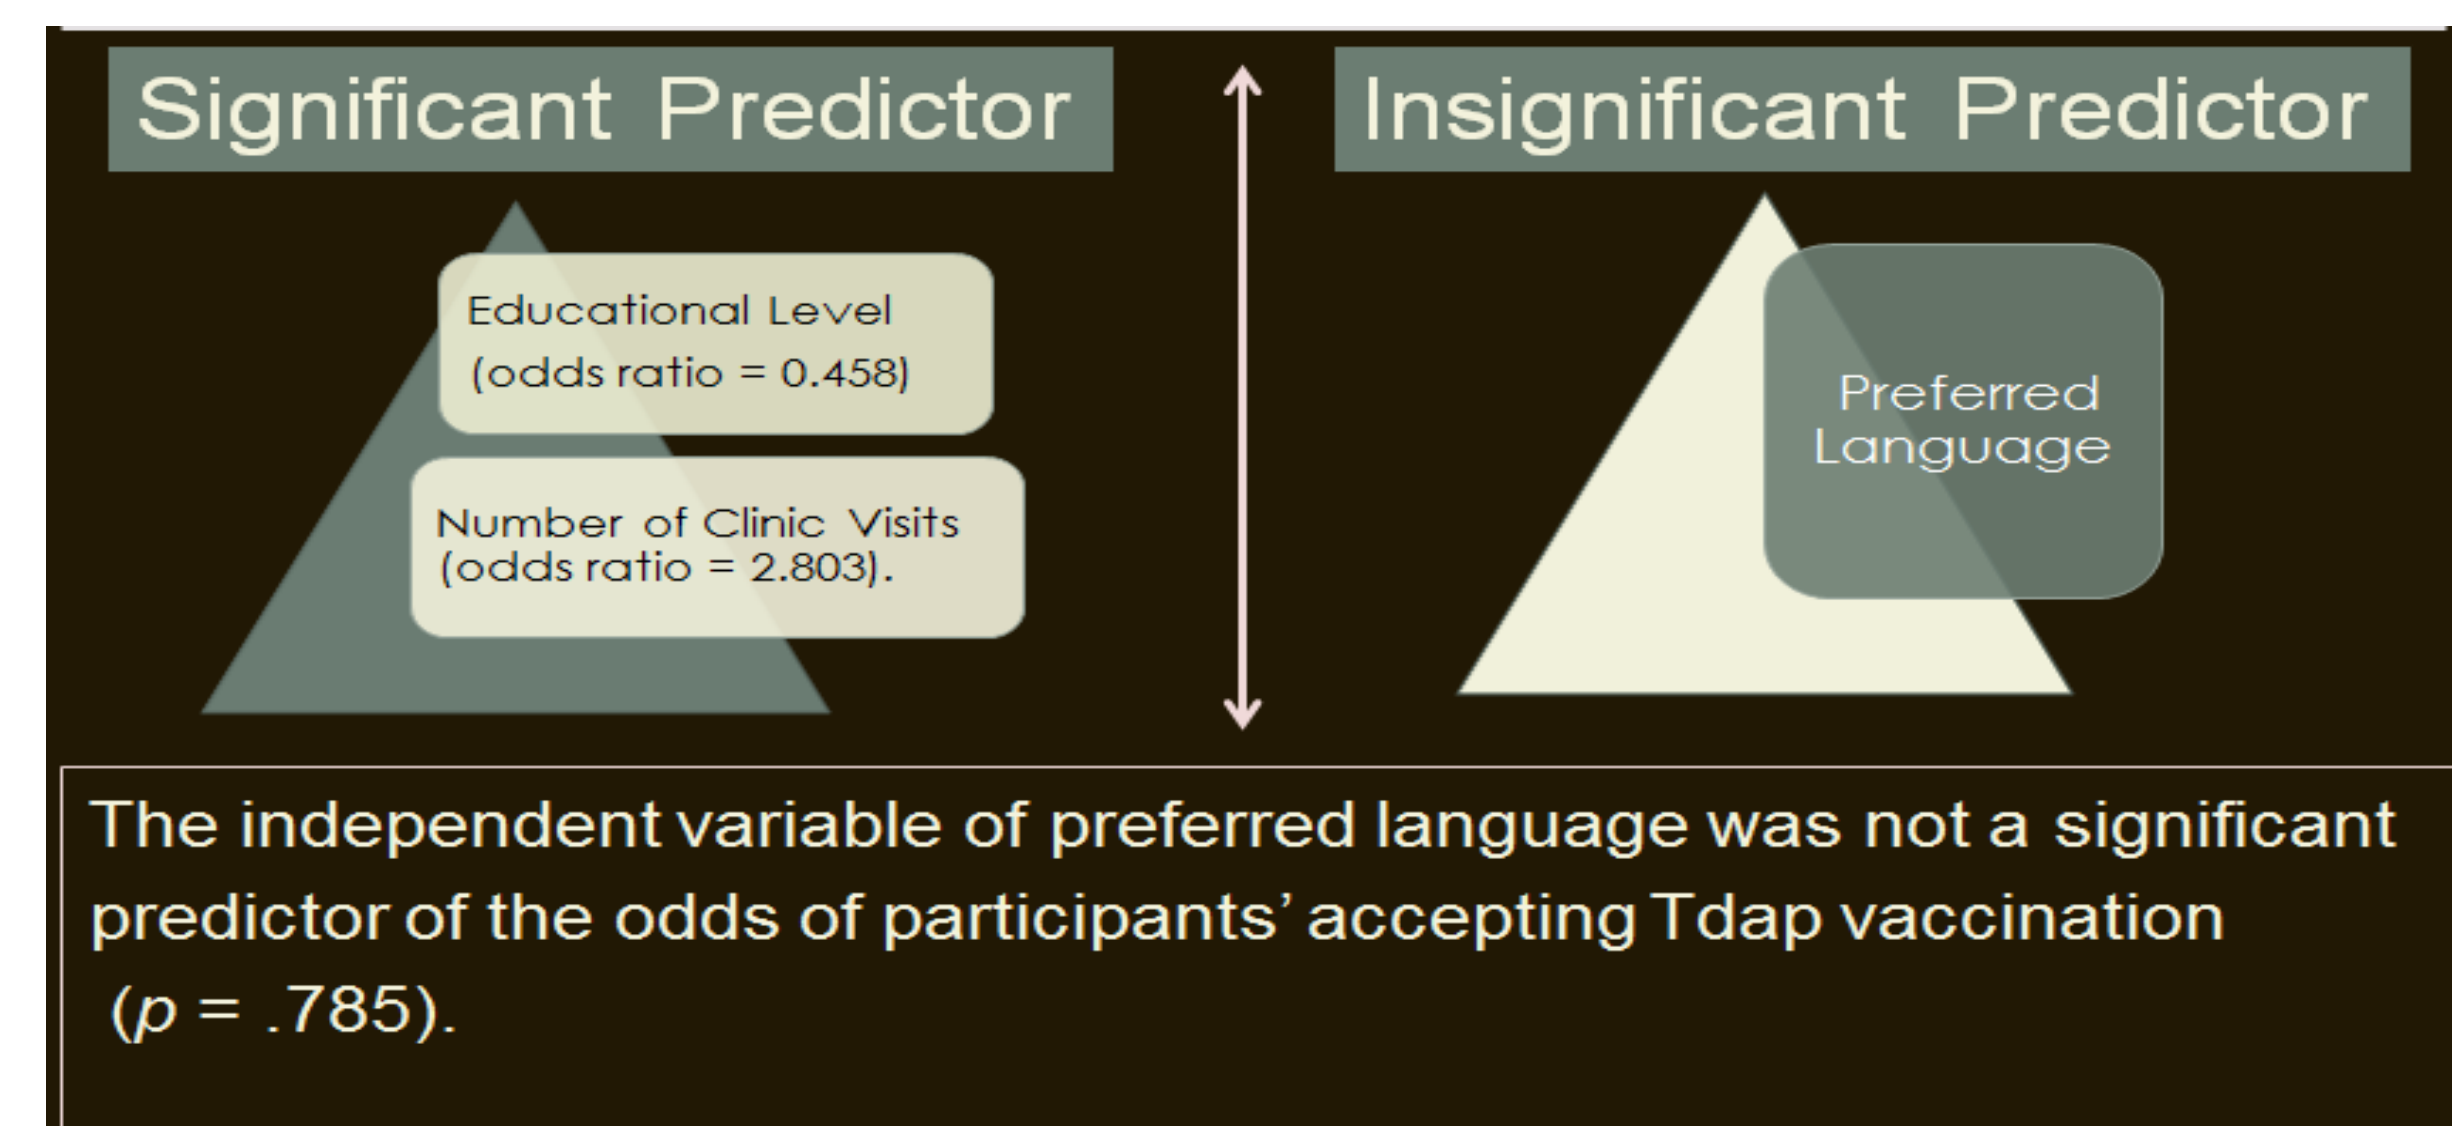 Significant Predictor
Educational Level
(odds ratio = 0.458)
Number of Clinic Visits
(odds ratio = 2.803).
Insignificant Predictor
Preferred
Language
The independent variable of preferred language was not a significant
predictor of the odds of participants’ accepting Tdap vaccination
(p = .785).